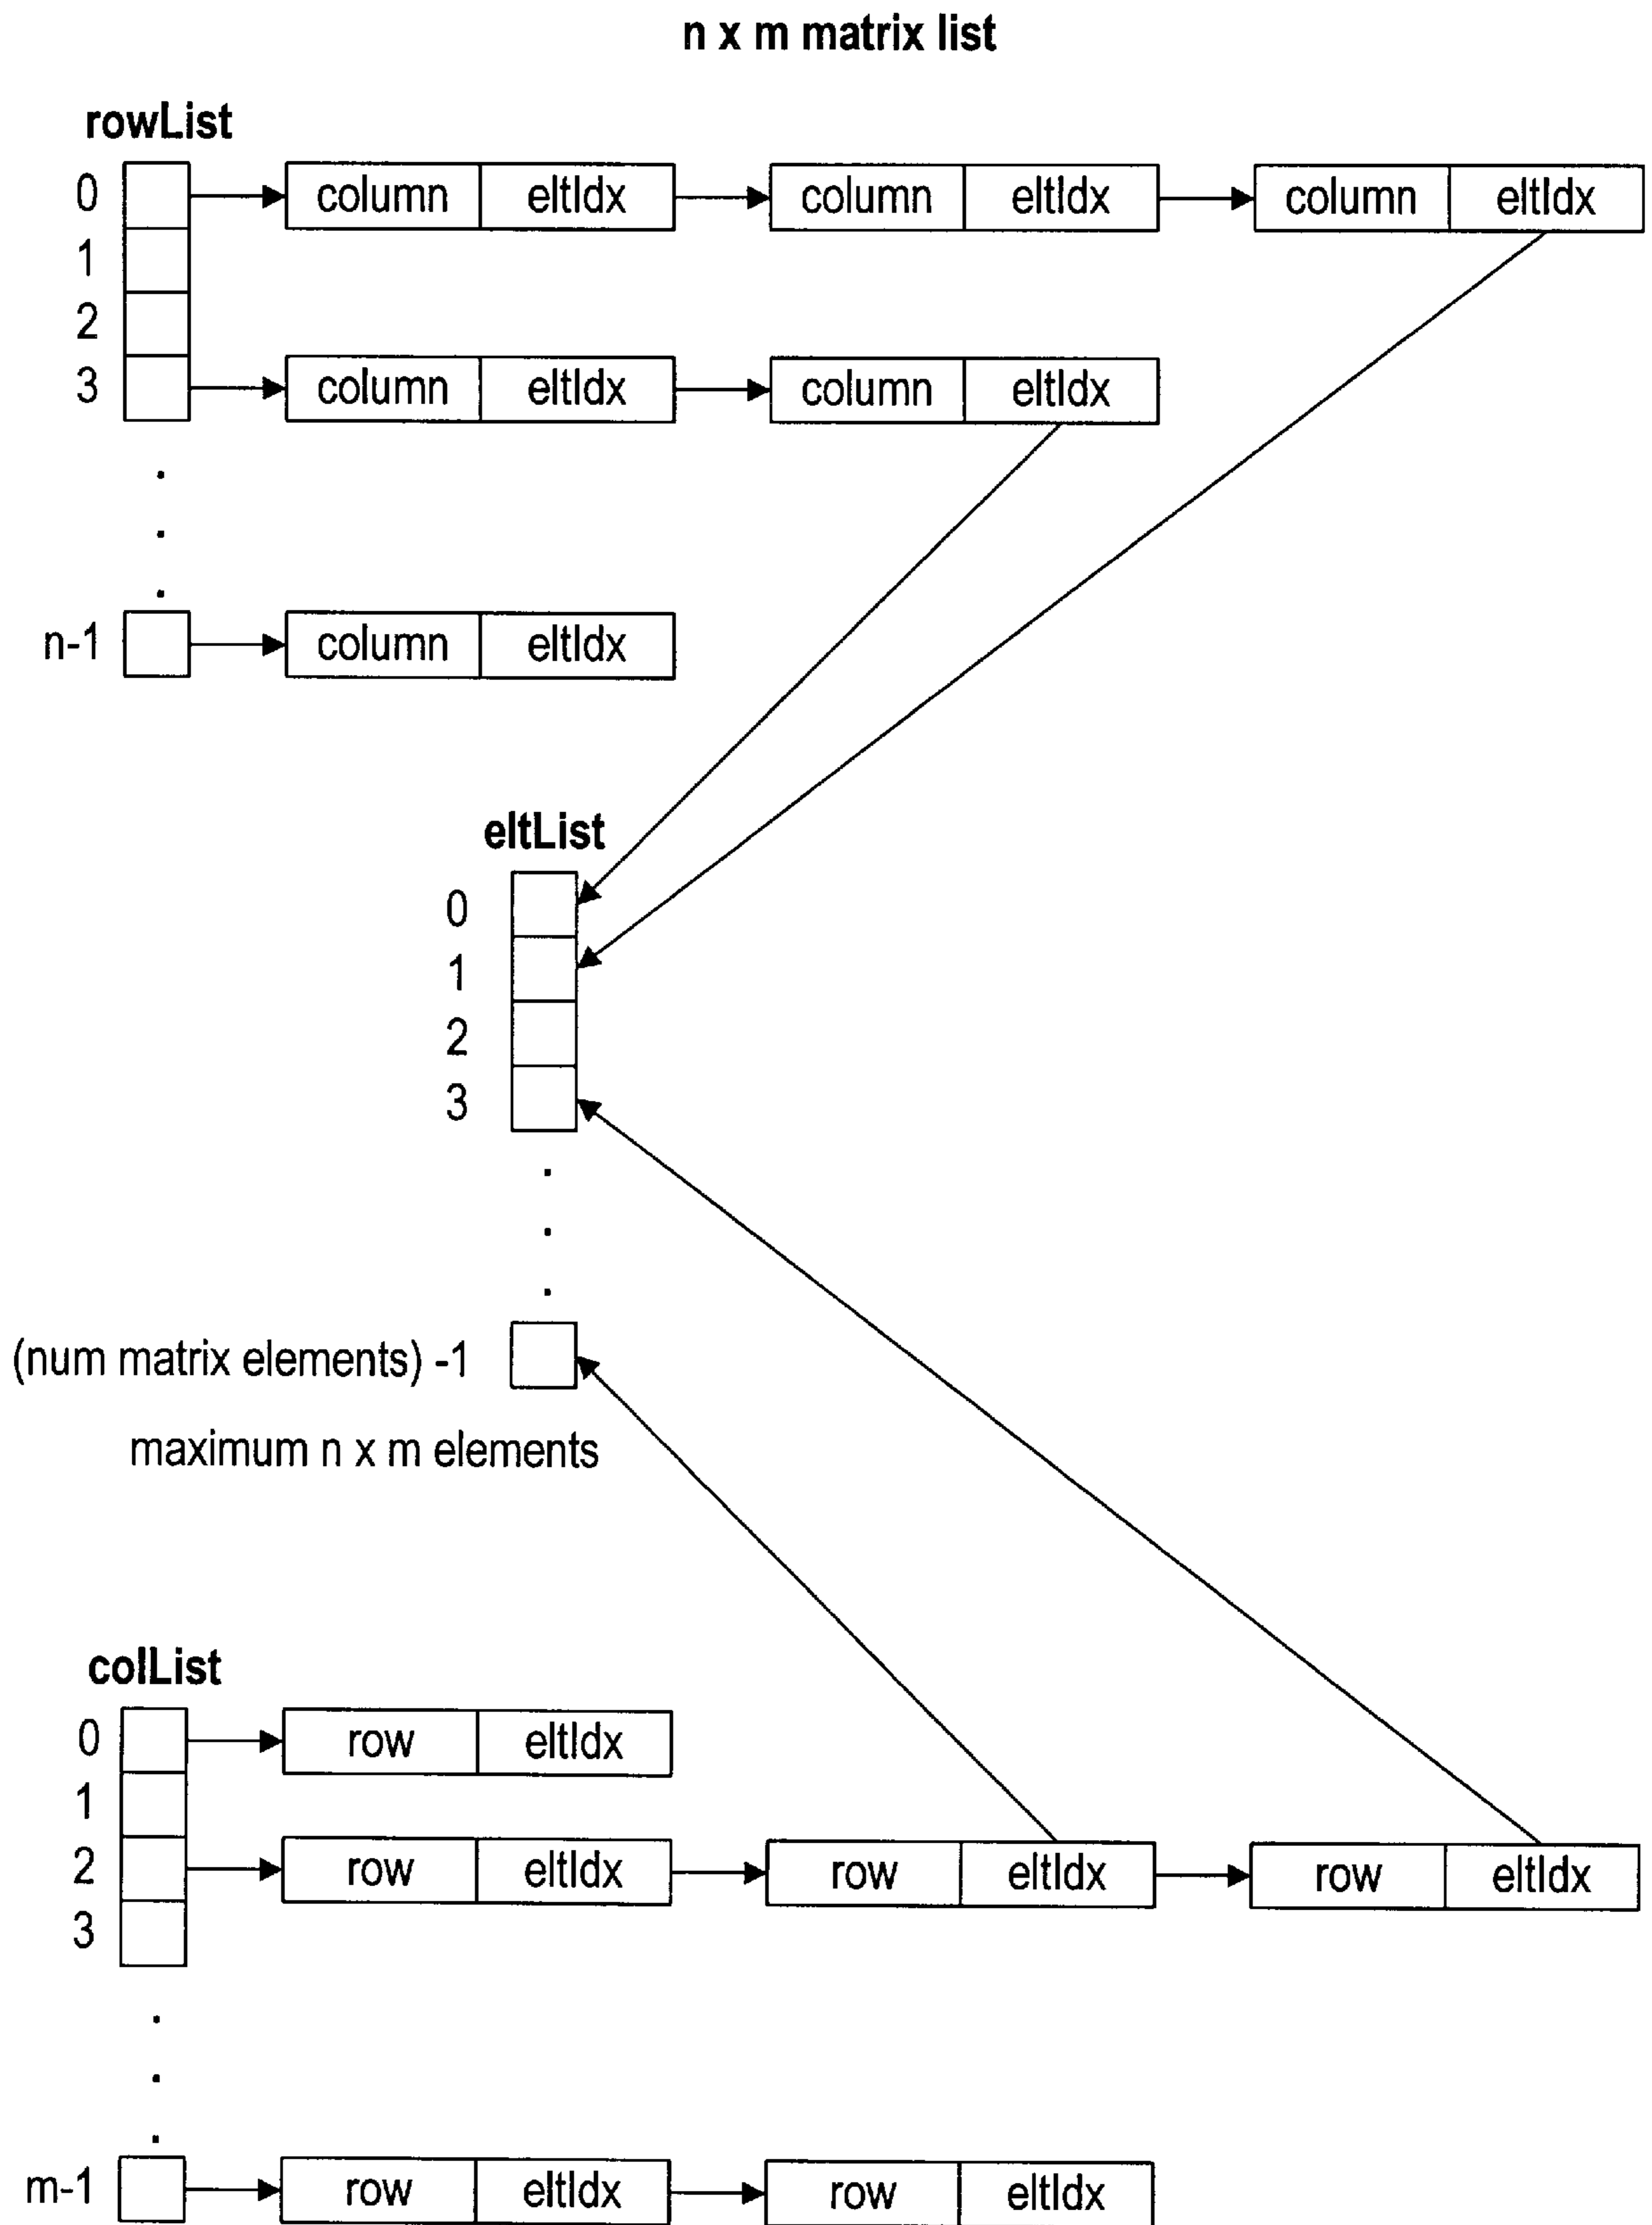 n x m matrix list
rowList
0 column eltIdx column eltIdx column eltIdx
1
2
3 column eltIdx column eltIdx
.
.
.
n-1 column eltIdx
eltList
0
1
2
3
.
.
.
(num matrix elements) -1
maximum n x m elements
colList
0 row eltIdx
1
2 row eltIdx row eltIdx row eltIdx
3
.
.
.
m-1 row eltIdx row eltIdx